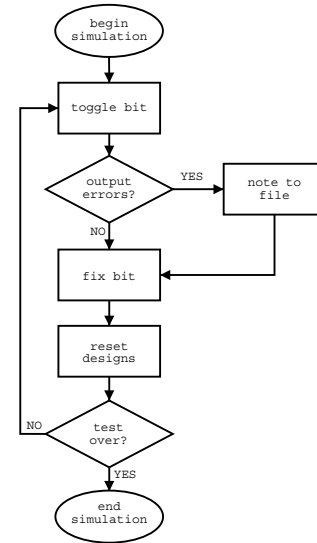 begin
simulation
toggle bit
output
errors?
YES
note to
file
NO
fix bit
reset
designs
test
over?
NO
YES
end
simulation